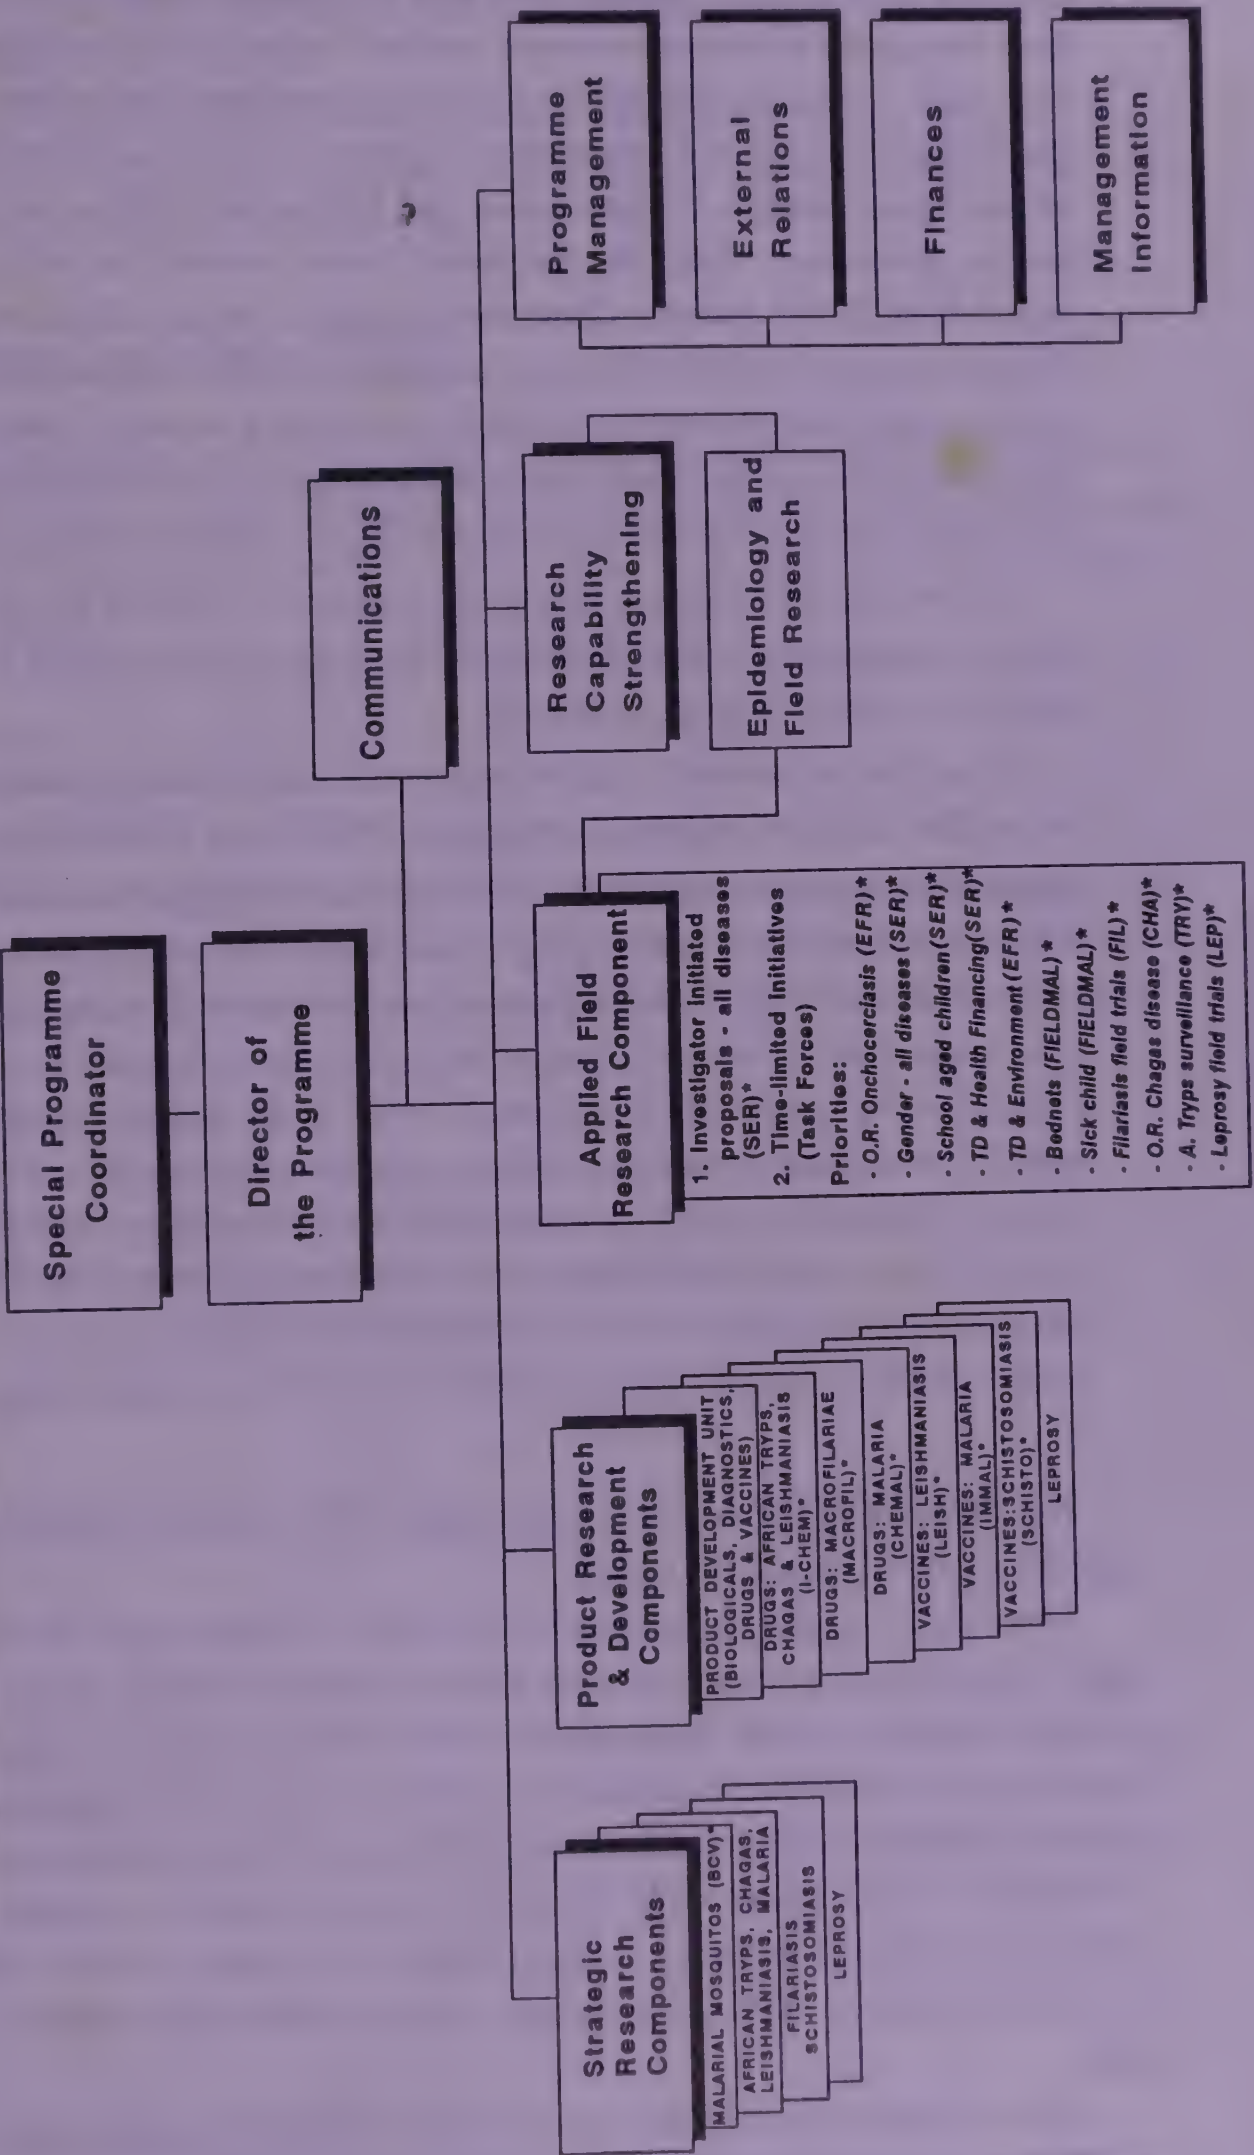 Special Programme
Coordinator
Director of
the Programme
Communications
Strategic
Research
Components
MALARIAL MOSQUITOS (BCV)*
AFRICAN TRYPS, CHAGAS,
LEISHMANIASIS, MALARIA
FILARIASIS
SCHISTOSOMIASIS
LEPROSY
Product Research
& Development
Components
PRODUCT DEVELOPMENT UNIT
(BIOLOGICALS, DIAGNOSTICS,
DRUGS & VACCINES)
DRUGS: AFRICAN TRYPS,
CHAGAS & LEISHMANIASIS
(I-CHEM)*
DRUGS: MACROFILARIAE
(MACROFIL)*
DRUGS: MALARIA
(CHEMAL)*
VACCINES: LEISHMANIASIS
(LEISH)*
VACCINES: MALARIA
(IMMAL)*
VACCINES:SCHISTOSOMIASIS
(SCHISTO)*
LEPROSY
Applied Field
Research Component
1. Investigator initiated
proposals - all diseases
(SER)*
2. Time-limited initiatives
(Task Forces)
Priorities:
- O.R. Onchocerciasis (EFR)*
- Gender - all diseases (SER)*
- School aged children (SER)*
- TD & Health Financing (SER)*
- TD & Environment (EFR)*
- Bednets (FIELDMAL)*
- Sick child (FIELDMAL)*
- Filariasis field trials (FIL)*
- O.R. Chagas disease (CHA)*
- A. Tryps surveillance (TRY)*
- Leprosy field trials (LEP)*
Research
Capability
Strengthening
Epidemiology and
Field Research
Programme
Management
External
Relations
Finances
Management
Information